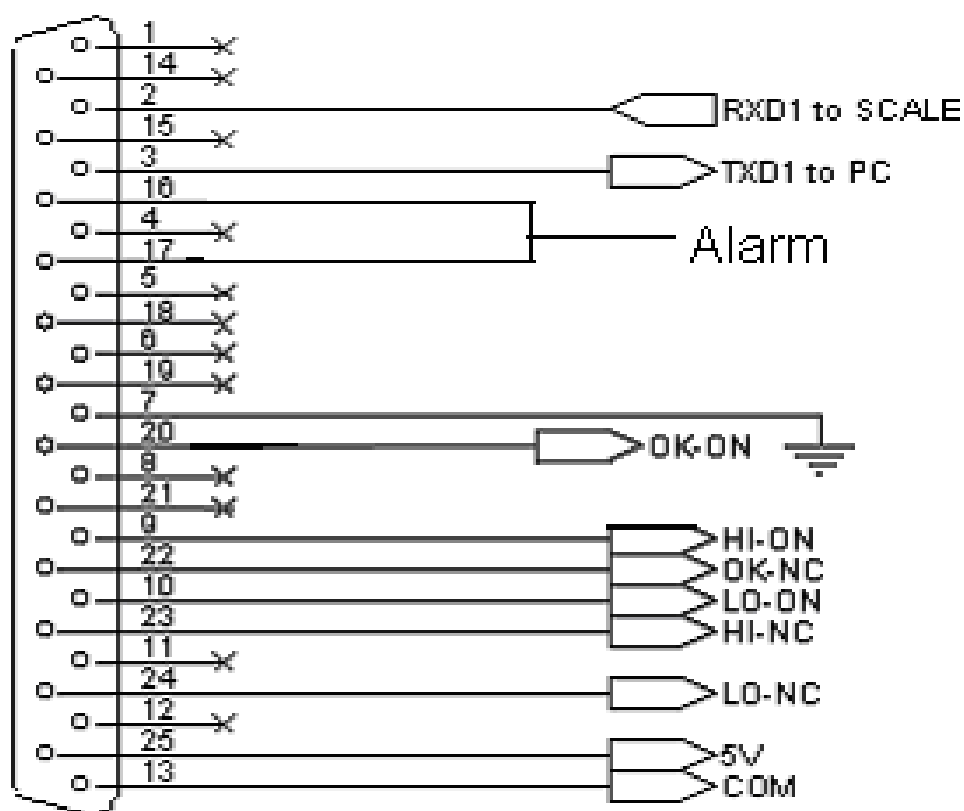 1
14
2 RXD1 to SCALE
15
3 TXD1 to PC
16
4 Alarm
17
5
18
6
19
7
20 OK-ON
8
21
9 HI-ON
22 OK-NC
10 LO-ON
23 HI-NC
11
24 LO-NC
12
25 5V
13 COM